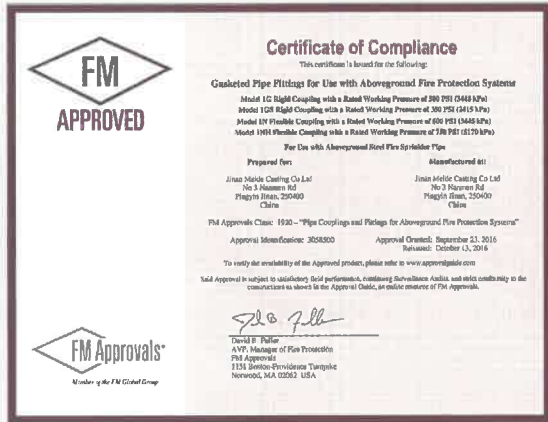 FM
APPROVED
Certificate of Compliance
This certificate is issued for the following:
Gasketed Pipe Fittings for Use with Aboveground Fire Protection Systems
Model 1G Rigid Coupling with a Rated Working Pressure of 500 PSI (3445 kPa)
Model 1GS Rigid Coupling with a Rated Working Pressure of 350 PSI (2415 kPa)
Model 1N Flexible Coupling with a Rated Working Pressure of 500 PSI (3445 kPa)
Model 1NH Flexible Coupling with a Rated Working Pressure of 750 PSI (5170 kPa)
For Use with Aboveground Steel Fire Sprinkler Pipe
Prepared for:
Manufactured at:
Jinan Meide Casting Co Ltd
No 3 Nanmen Rd
Pingyin Jinan, 250400
China
Jinan Meide Casting Co Ltd
No 3 Nanmen Rd
Pingyin Jinan, 250400
China
FM Approvals Class: 1920 – "Pipe Couplings and Fittings for Aboveground Fire Protection Systems"
Approval Identification: 3058500
Approval Granted: September 23, 2016
Reissued: October 13, 2016
To verify the availability of the Approved product, please refer to www.approvalguide.com
Said Approval is subject to satisfactory field performance, continuing Surveillance Audits, and strict conformity to the
constructions as shown in the Approval Guide, an online resource of FM Approvals.
David B. Fuller
AVP, Manager of Fire Protection
FM Approvals
1151 Boston-Providence Turnpike
Norwood, MA 02062 USA
FM Approvals
Member of the FM Global Group